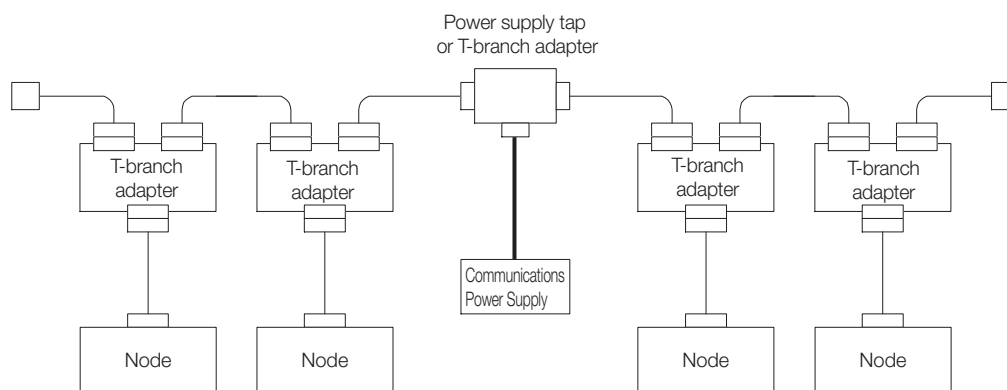 Power supply tap
or T-branch adapter
T-branch
adapter
T-branch
adapter
T-branch
adapter
T-branch
adapter
Communications
Power Supply
Node
Node
Node
Node